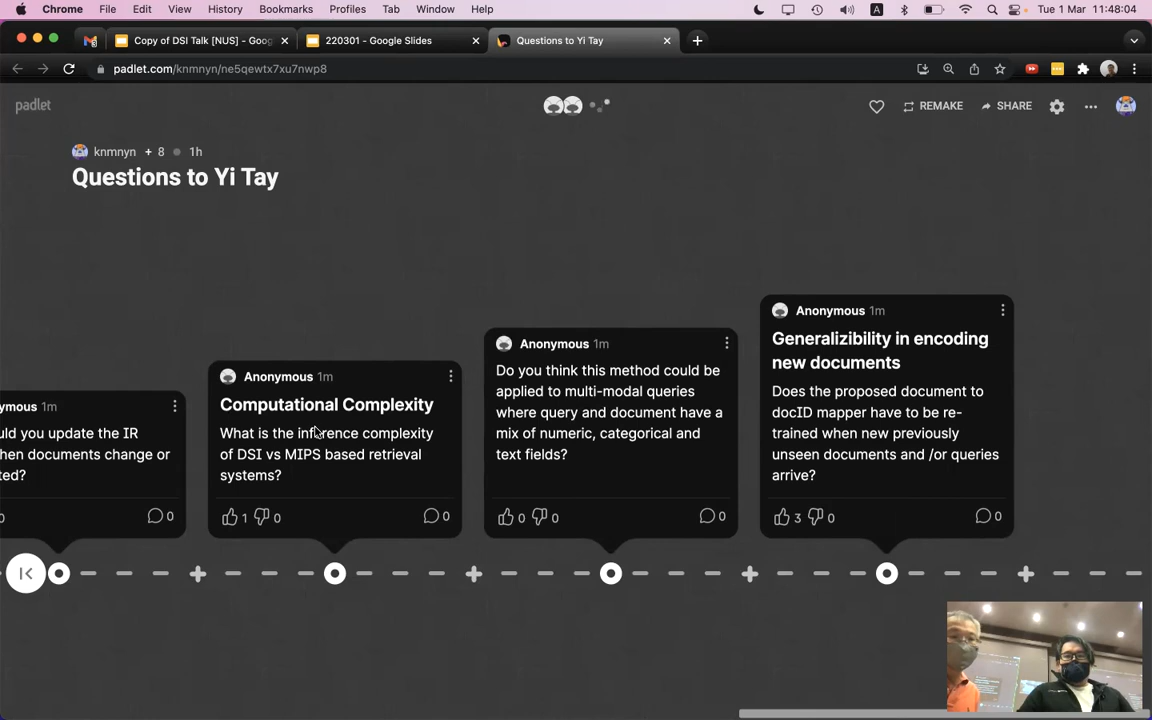 Chrome File Edit View History Bookmarks Profiles Tab Window Help A Tue 1 Mar 11:48:04
Copy of DSI Talk [NUS] - Goog 220301 - Google Slides Questions to Yi Tay
padlet.com/knmnyn/ne5qewtx7xu7nwp8
padlet REMAKE SHARE
knmnyn + 8 1h
Questions to Yi Tay
ymous 1m
uld you update the IR
hen documents change or
ted?
0 0
Anonymous 1m
Computational Complexity
What is the inference complexity
of DSI vs MIPS based retrieval
systems?
1 0 0
Anonymous 1m
Do you think this method could be
applied to multi-modal queries
where query and document have a
mix of numeric, categorical and
text fields?
0 0 0
Anonymous 1m
Generalizibility in encoding
new documents
Does the proposed document to
docID mapper have to be re-
trained when new previously
unseen documents and /or queries
arrive?
3 0 0